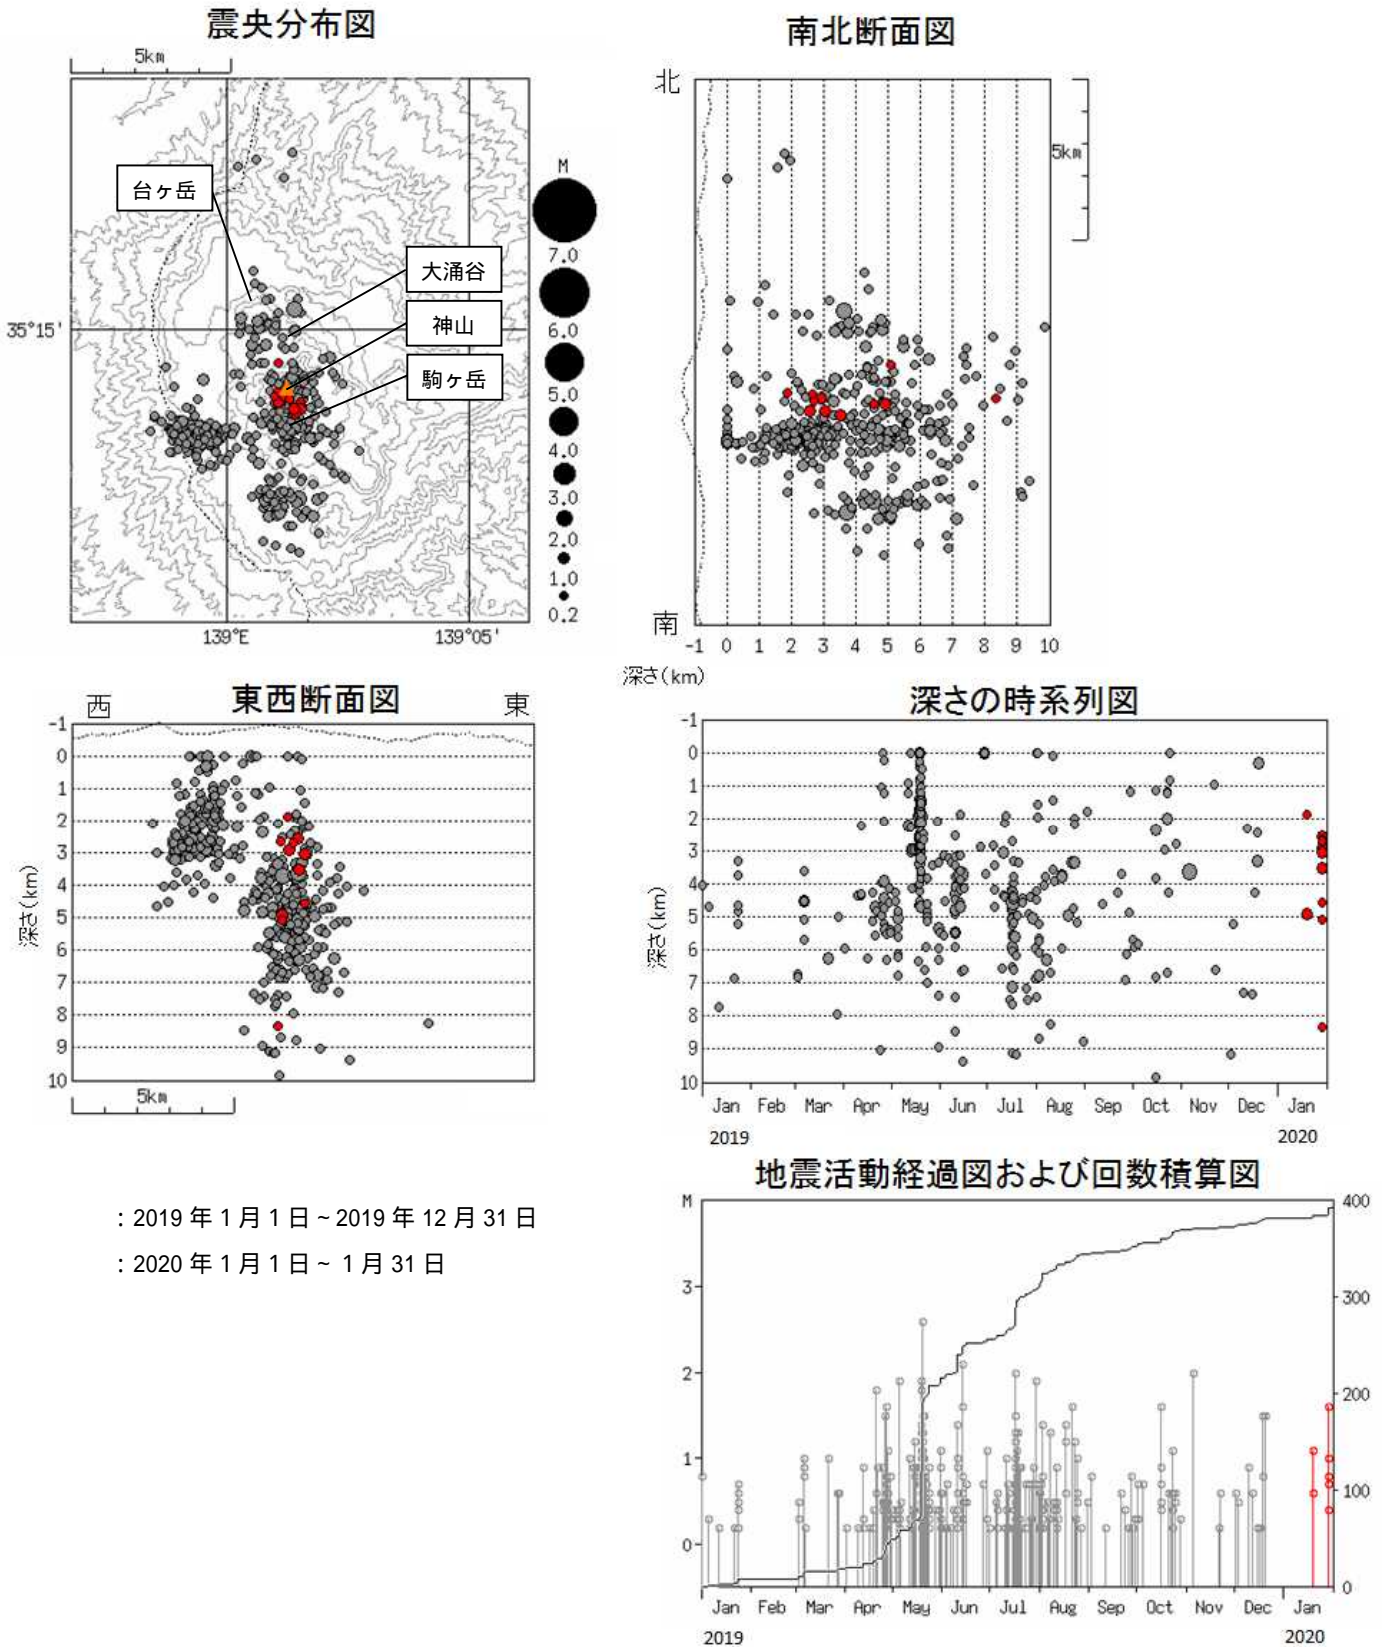 震央分布図
5km
台ヶ岳
大涌谷
神山
駒ヶ岳
35°15'
139°E
139°05'
M
7.0
6.0
5.0
4.0
3.0
2.0
1.0
0.2
南北断面図
北
5km
南
-1 0 1 2 3 4 5 6 7 8 9 10
深さ(km)
東西断面図
西
東
-1
0
1
2
3
4
5
6
7
8
9
10
深さ(km)
5km
深さの時系列図
-1
0
1
2
3
4
5
6
7
8
9
10
深さ(km)
Jan Feb Mar Apr May Jun Jul Aug Sep Oct Nov Dec Jan
2019 2020
:2019年1月1日~2019年12月31日
:2020年1月1日~1月31日
地震活動経過図および回数積算図
M
3
2
1
0
400
300
200
100
0
Jan Feb Mar Apr May Jun Jul Aug Sep Oct Nov Dec Jan
2019 2020